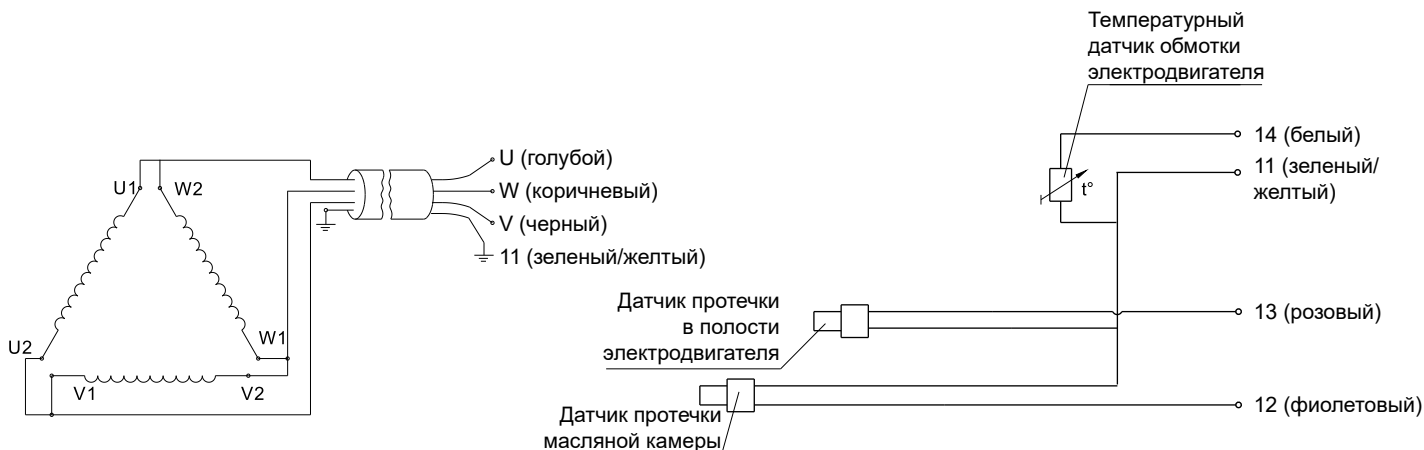 U1
W2
U2
W1
V1
V2
U (голубой)
W (коричневый)
V (черный)
11 (зеленый/желтый)
Температурный
датчик обмотки
электродвигателя
14 (белый)
11 (зеленый/
желтый)
t°
Датчик протечки
в полости
электродвигателя
13 (розовый)
Датчик протечки
масляной камеры
12 (фиолетовый)